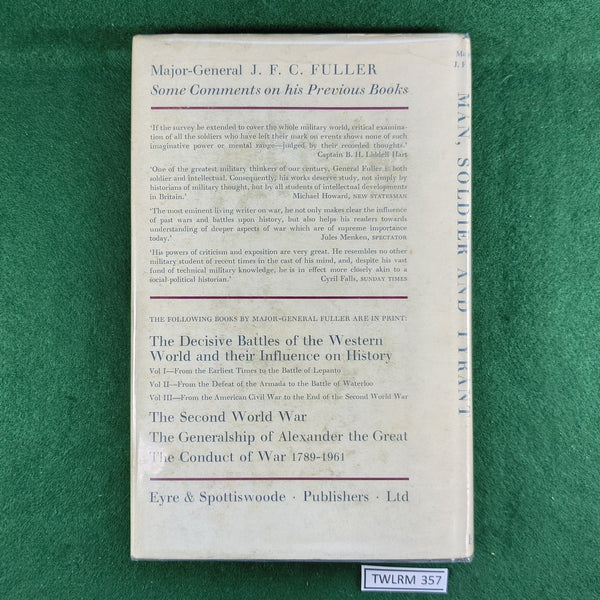 Major-General J. F. C. FULLER
Some Comments on his Previous Books
'If the survey be extended to cover the whole military world, critical examina-
tion of all the soldiers who have left their mark on events shows none of such
imaginative power or mental range—judged by their recorded thoughts.'
Captain B. H. Liddell Hart
'One of the greatest military thinkers of our century, General Fuller is both
soldier and intellectual. Consequently, his works deserve study, not simply by
historians of military thought, but by all students of intellectual developments
in Britain.' Michael Howard, NEW STATESMAN
'The most eminent living writer on war, he not only makes clear the influence
of past wars and battles upon history, but also helps his readers towards
understanding of deeper aspects of war which are of supreme importance
today.' Jules Menken, SPECTATOR
'His powers of criticism and exposition are very great. He resembles no other
military student of recent times in the cast of his mind, and, despite his vast
fund of technical military knowledge, he is in effect more closely akin to a
social-political historian.' Cyril Falls, SUNDAY TIMES
THE FOLLOWING BOOKS BY MAJOR-GENERAL FULLER ARE IN PRINT:
The Decisive Battles of the Western
World and their Influence on History
Vol I—From the Earliest Times to the Battle of Lepanto
Vol II—From the Defeat of the Armada to the Battle of Waterloo
Vol III—From the American Civil War to the End of the Second World War
The Second World War
The Generalship of Alexander the Great
The Conduct of War 1789-1961
Eyre & Spottiswoode · Publishers · Ltd
J. F.
MAN, SOLDIER AND TYRANT
TWLRM 357